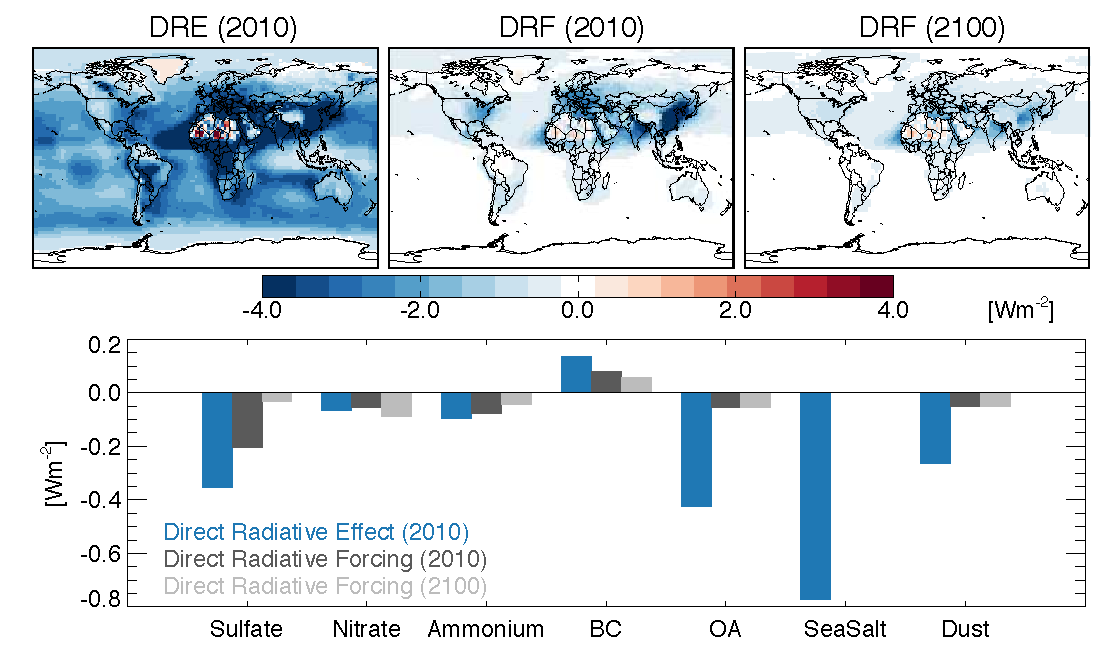 DRE (2010) DRF (2010) DRF (2100)
-4.0 -2.0 0.0 2.0 4.0 [Wm-2]
0.2
0.0
-0.2
-0.4
-0.6
-0.8
[Wm-2]
Direct Radiative Effect (2010)
Direct Radiative Forcing (2010)
Direct Radiative Forcing (2100)
Sulfate Nitrate Ammonium BC OA SeaSalt Dust